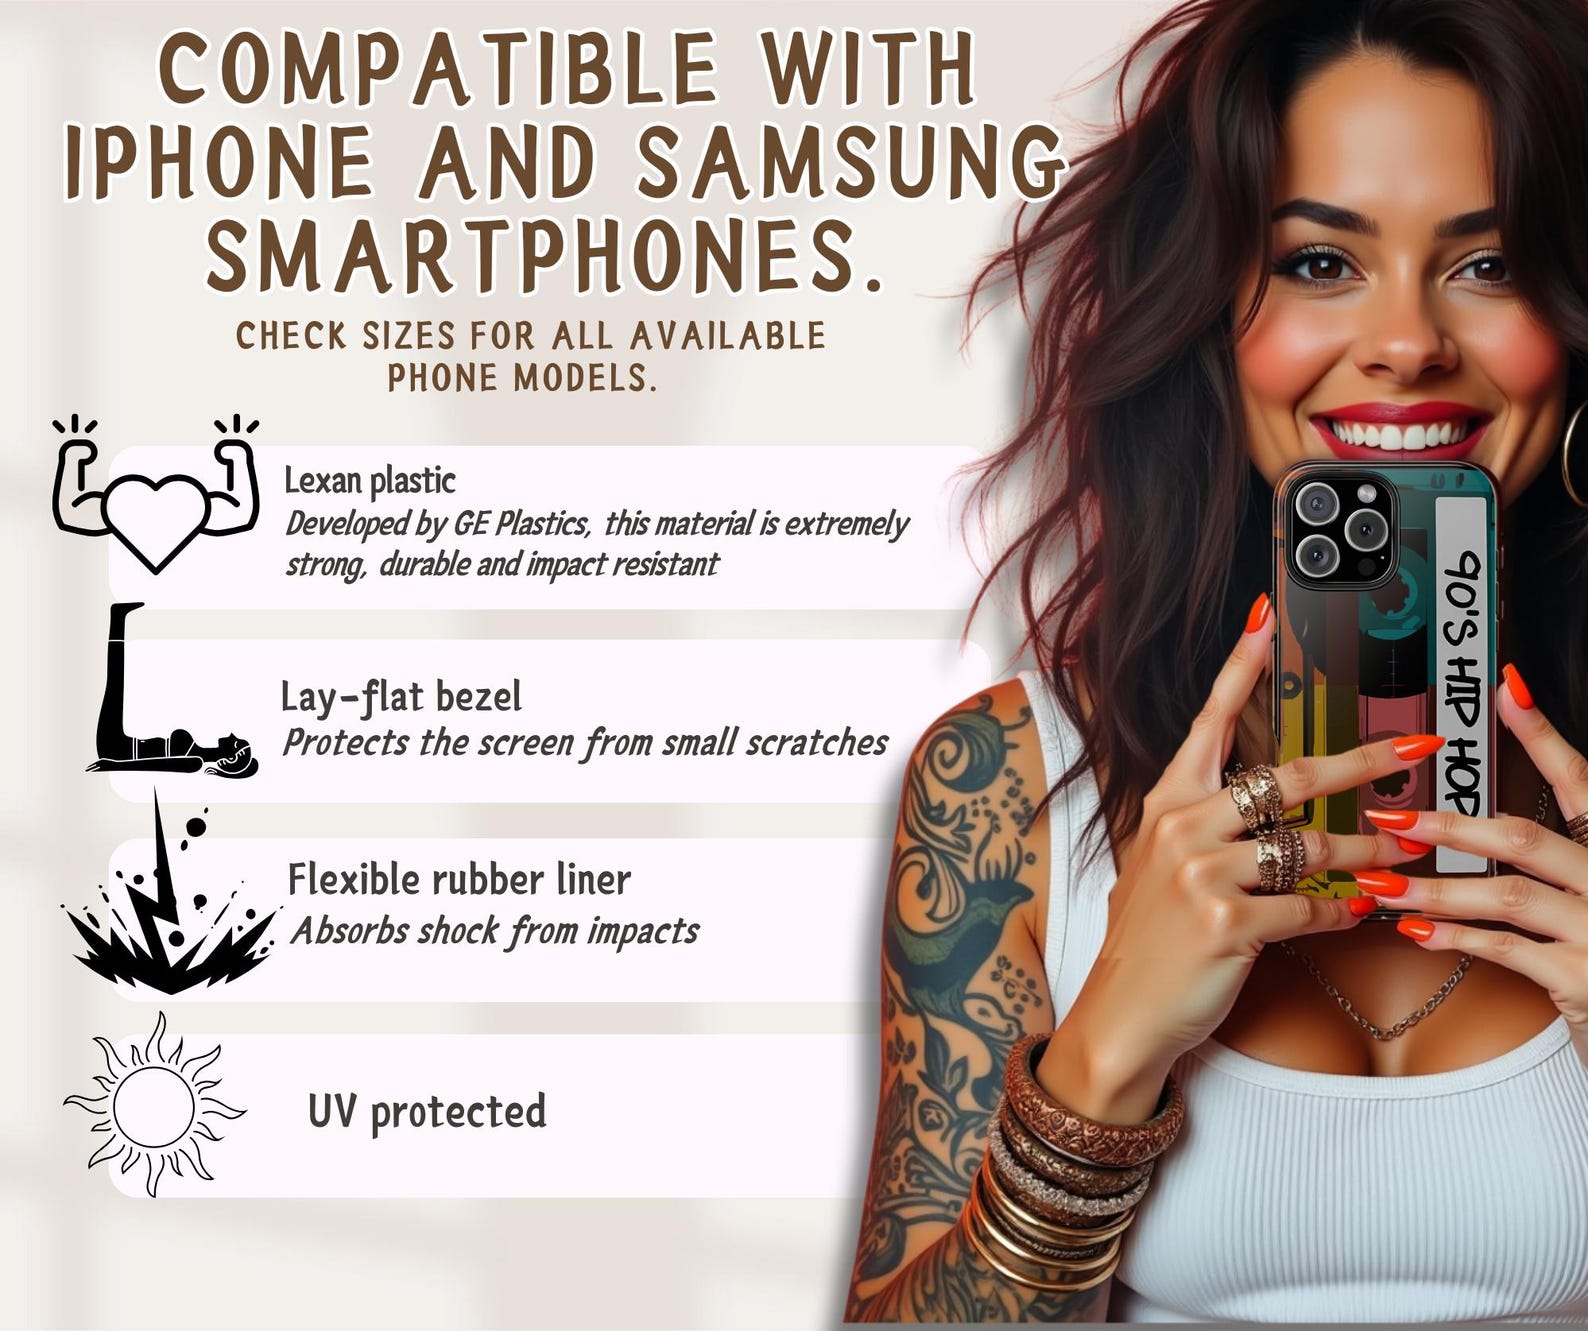 COMPATIBLE WITH
IPHONE AND SAMSUNG
SMARTPHONES.
CHECK SIZES FOR ALL AVAILABLE
PHONE MODELS.
Lexan plastic
Developed by GE Plastics, this material is extremely
strong, durable and impact resistant
Lay-flat bezel
Protects the screen from small scratches
Flexible rubber liner
Absorbs shock from impacts
UV protected
90'S HIP HOP